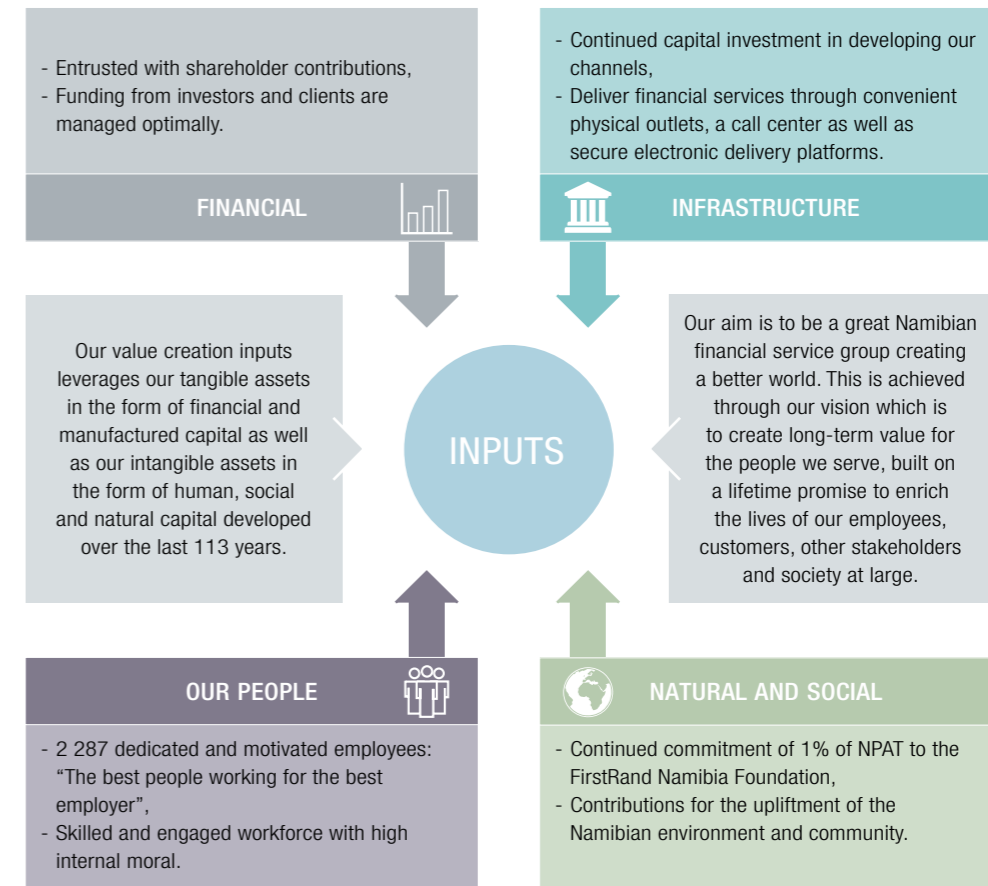 - Entrusted with shareholder contributions,
- Funding from investors and clients are
managed optimally.
FINANCIAL
- Continued capital investment in developing our
channels,
- Deliver financial services through convenient
physical outlets, a call center as well as
secure electronic delivery platforms.
INFRASTRUCTURE
Our value creation inputs
leverages our tangible assets
in the form of financial and
manufactured capital as well
as our intangible assets in
the form of human, social
and natural capital developed
over the last 113 years.
INPUTS
Our aim is to be a great Namibian
financial service group creating
a better world. This is achieved
through our vision which is
to create long-term value for
the people we serve, built on
a lifetime promise to enrich
the lives of our employees,
customers, other stakeholders
and society at large.
OUR PEOPLE
- 2 287 dedicated and motivated employees:
“The best people working for the best
employer”,
- Skilled and engaged workforce with high
internal moral.
NATURAL AND SOCIAL
- Continued commitment of 1% of NPAT to the
FirstRand Namibia Foundation,
- Contributions for the upliftment of the
Namibian environment and community.